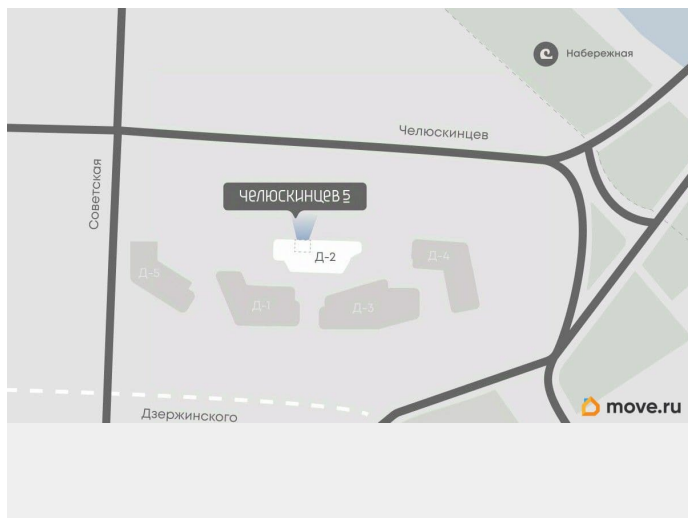 Набережная
Челюскинцев
Советская
ЧЕЛЮСКИНЦЕВ 5
Д-2
Д-4
Д-5
Д-1
Д-3
Дзержинского
move.ru